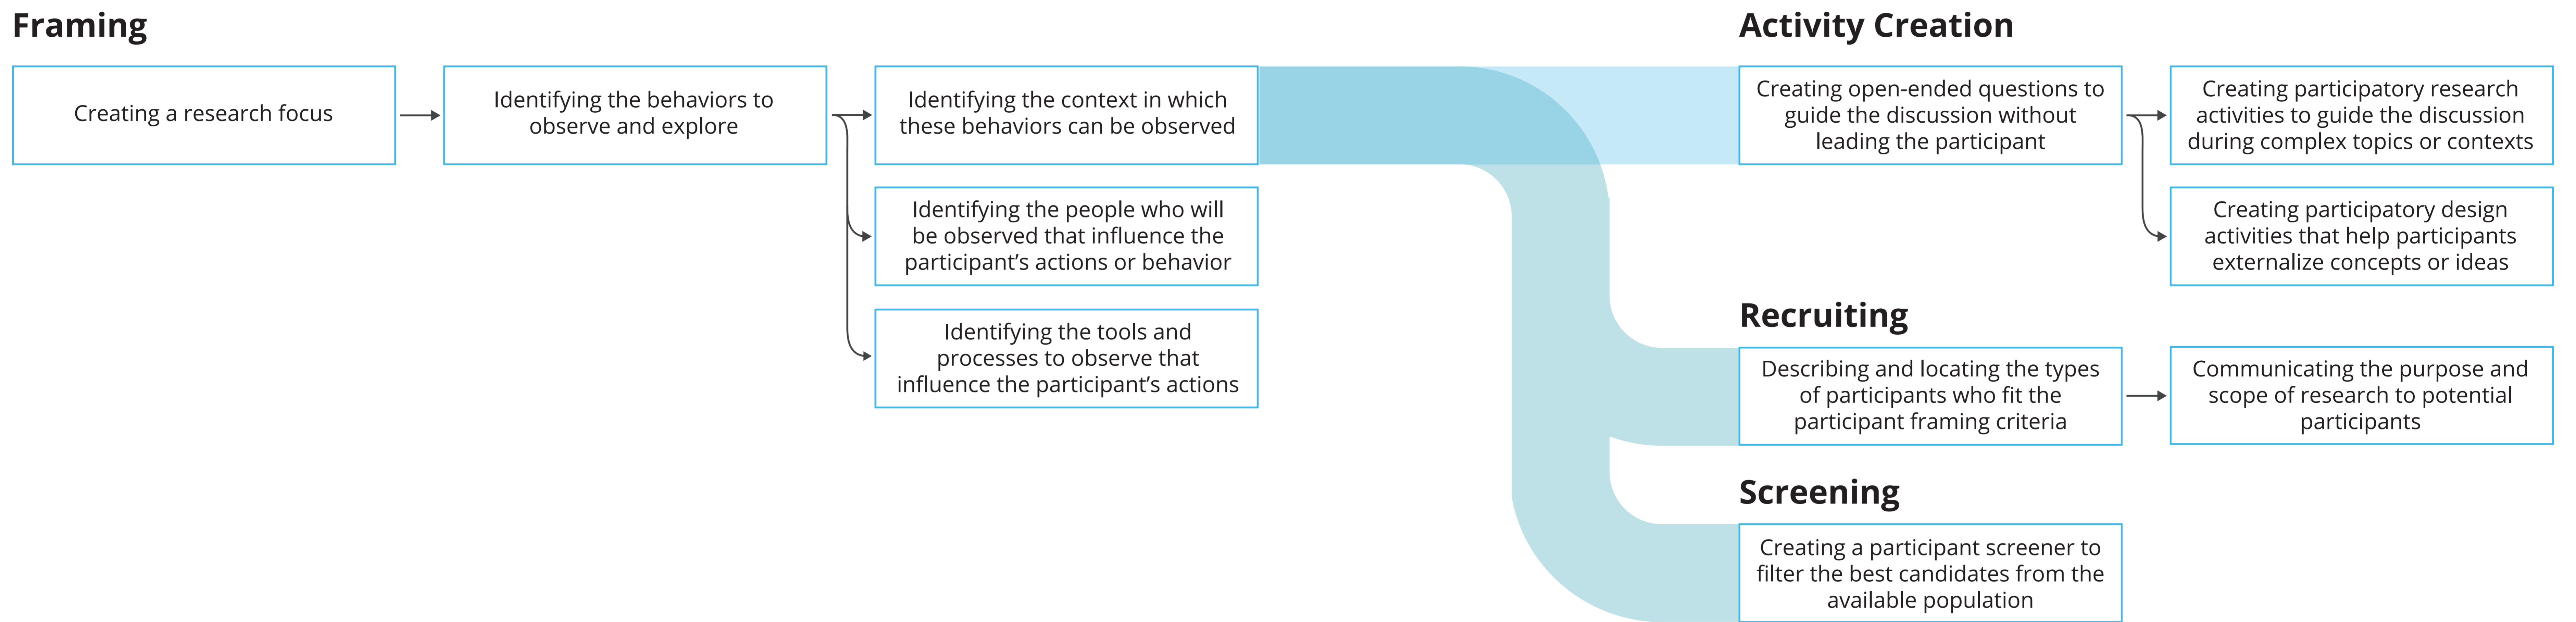 Framing
Creating a research focus
Identifying the behaviors to
observe and explore
Identifying the context in which
these behaviors can be observed
Identifying the people who will
be observed that influence the
participant’s actions or behavior
Identifying the tools and
processes to observe that
influence the participant’s actions
Activity Creation
Creating open-ended questions to
guide the discussion without
leading the participant
Creating participatory research
activities to guide the discussion
during complex topics or contexts
Creating participatory design
activities that help participants
externalize concepts or ideas
Recruiting
Describing and locating the types
of participants who fit the
participant framing criteria
Communicating the purpose and
scope of research to potential
participants
Screening
Creating a participant screener to
filter the best candidates from the
available population